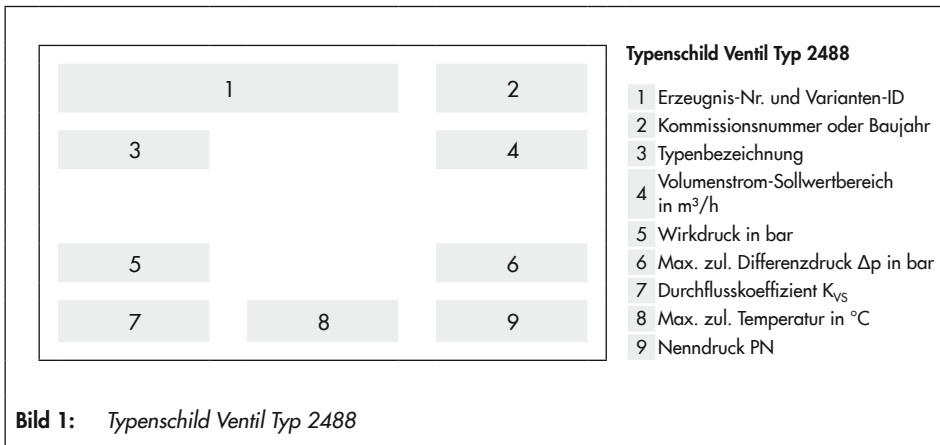 1
2
3
4
5
6
7
8
9
Typenschild Ventil Typ 2488
1 Erzeugnis-Nr. und Varianten-ID
2 Kommissionsnummer oder Baujahr
3 Typenbezeichnung
4 Volumenstrom-Sollwertbereich
in m³/h
5 Wirkdruck in bar
6 Max. zul. Differenzdruck Δp in bar
7 Durchflusskoeffizient KVS
8 Max. zul. Temperatur in °C
9 Nenndruck PN
Bild 1: Typenschild Ventil Typ 2488